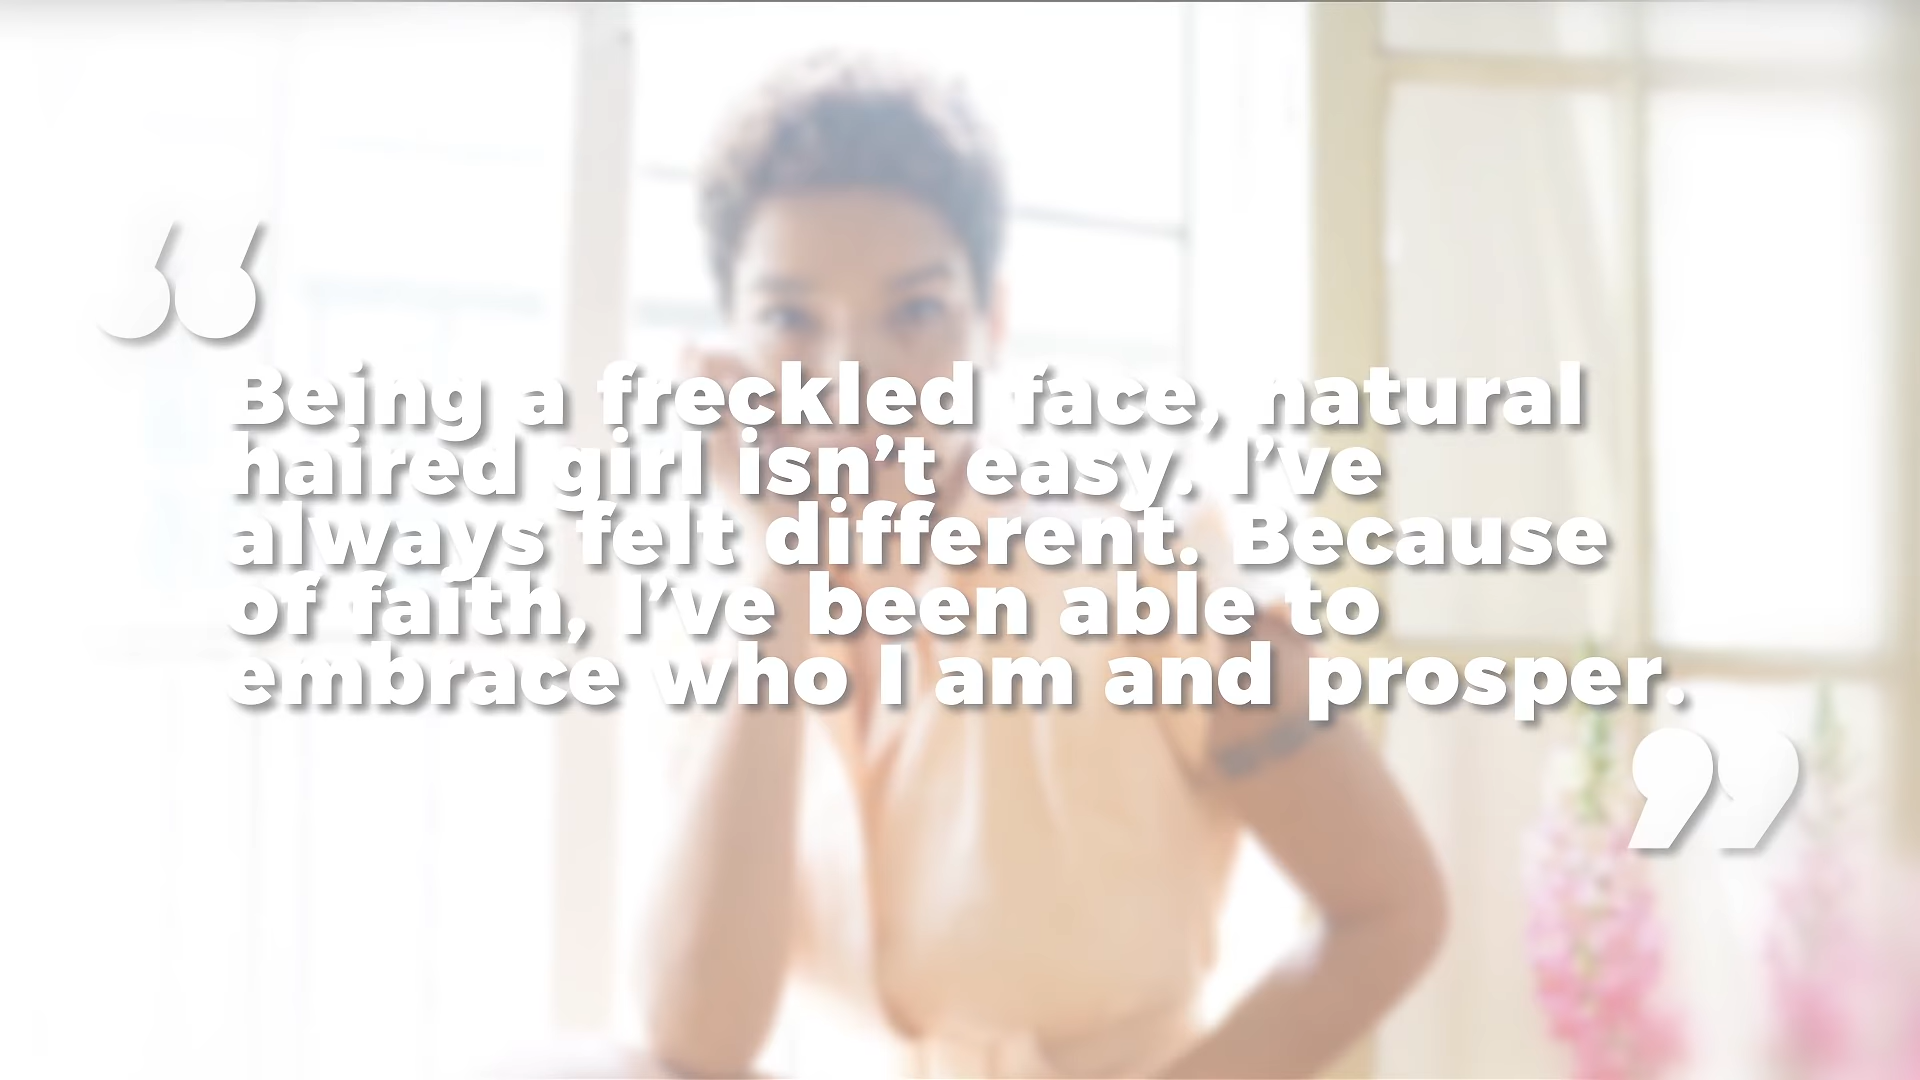 “
Being a freckled face, natural
haired girl isn’t easy. I’ve
always felt different. Because
of faith, I’ve been able to
embrace who I am and prosper.
”